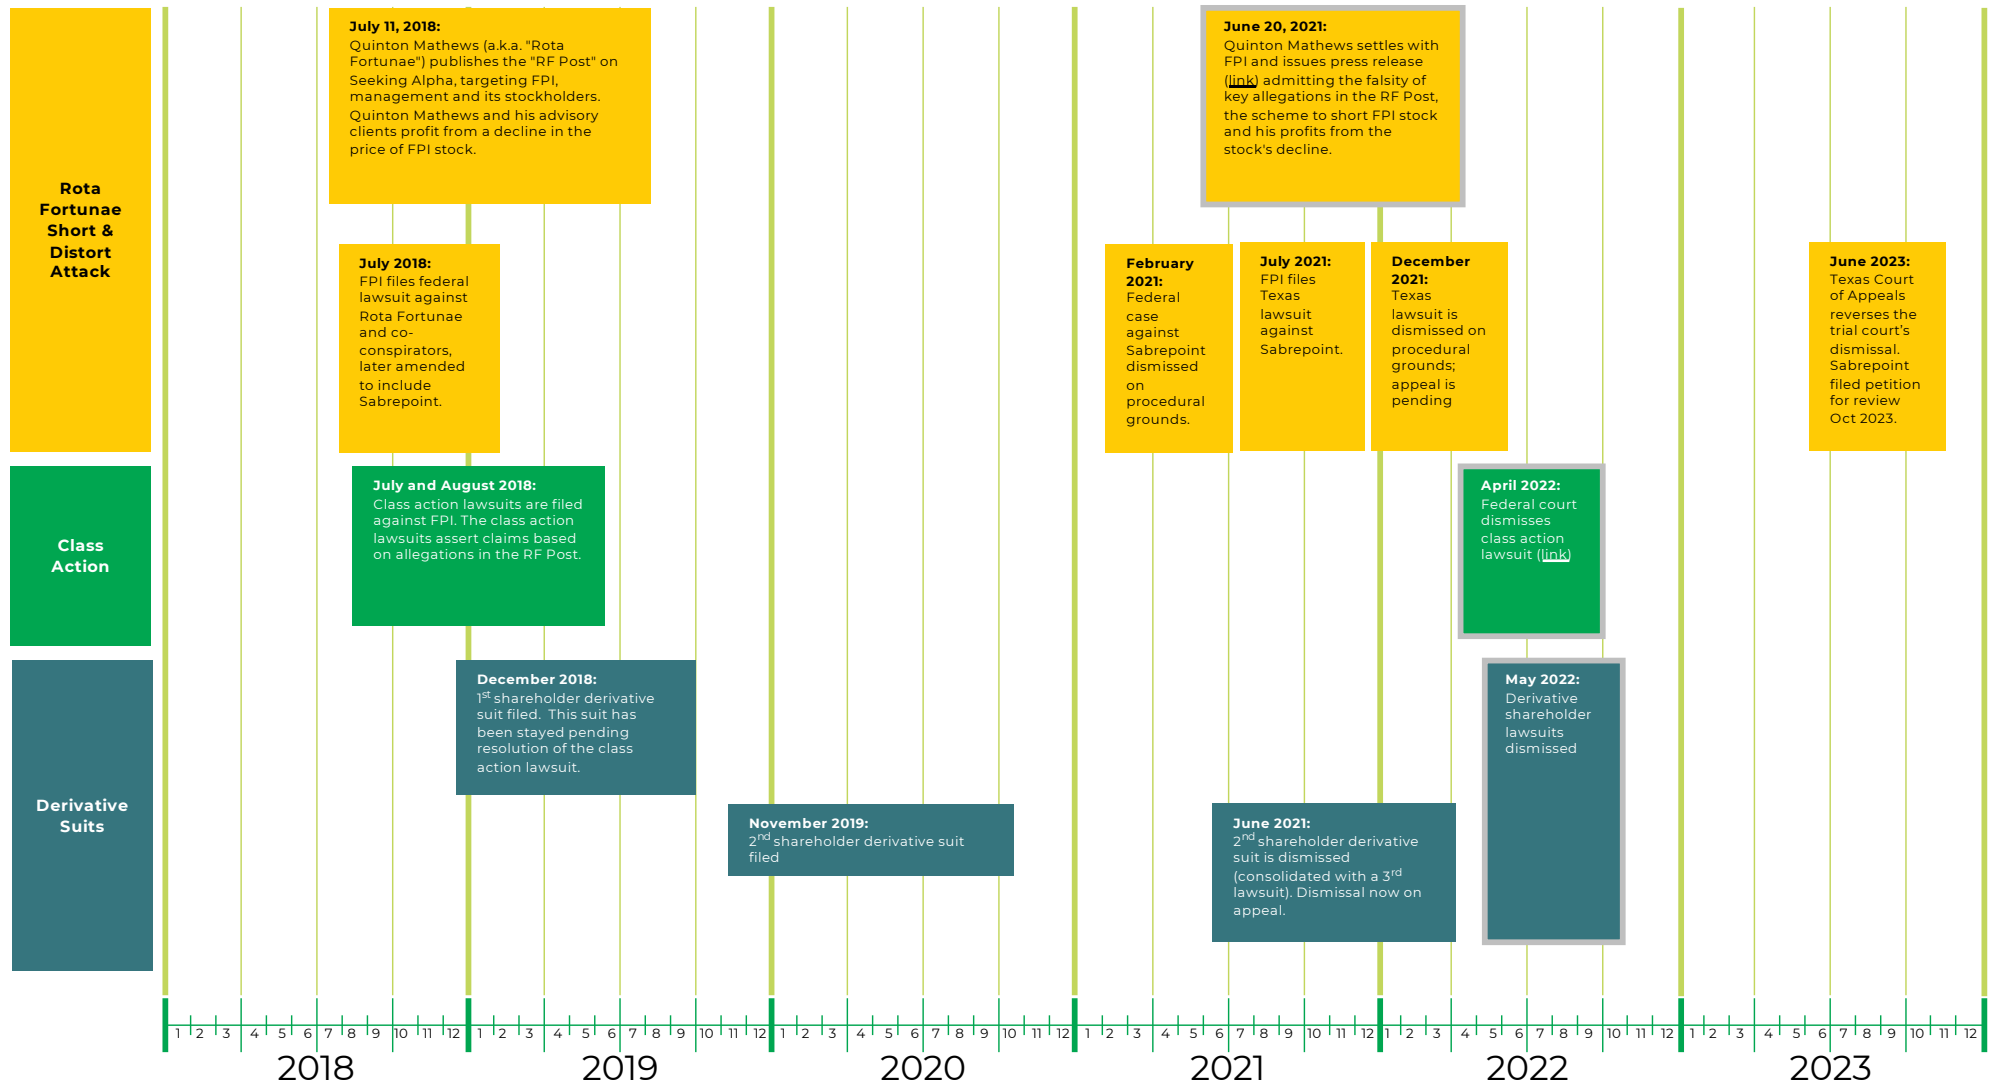 Rota
Fortunae
Short &
Distort
Attack
July 11, 2018:
Quinton Mathews (a.k.a. "Rota
Fortunae") publishes the "RF Post" on
Seeking Alpha, targeting FPI,
management and its stockholders.
Quinton Mathews and his advisory
clients profit from a decline in the
price of FPI stock.
June 20, 2021:
Quinton Mathews settles with
FPI and issues press release
(link) admitting the falsity of
key allegations in the RF Post,
the scheme to short FPI stock
and his profits from the
stock's decline.
July 2018:
FPI files federal
lawsuit against
Rota Fortunae
and co-
conspirators,
later amended
to include
Sabrepoint.
February
2021:
Federal
case
against
Sabrepoint
dismissed
on
procedural
grounds.
July 2021:
FPI files
Texas
lawsuit
against
Sabrepoint.
December
2021:
Texas
lawsuit is
dismissed on
procedural
grounds;
appeal is
pending
June 2023:
Texas Court
of Appeals
reverses the
trial court’s
dismissal.
Sabrepoint
filed petition
for review
Oct 2023.
Class
Action
July and August 2018:
Class action lawsuits are filed
against FPI. The class action
lawsuits assert claims based
on allegations in the RF Post.
April 2022:
Federal court
dismisses
class action
lawsuit (link)
Derivative
Suits
December 2018:
1st shareholder derivative
suit filed.  This suit has
been stayed pending
resolution of the class
action lawsuit.
November 2019:
2nd shareholder derivative suit
filed
June 2021:
2nd shareholder derivative
suit is dismissed
(consolidated with a 3rd
lawsuit). Dismissal now on
appeal.
May 2022:
Derivative
shareholder
lawsuits
dismissed
1 2 3 4 5 6 7 8 9 10 11 12 1 2 3 4 5 6 7 8 9 10 11 12 1 2 3 4 5 6 7 8 9 10 11 12 1 2 3 4 5 6 7 8 9 10 11 12 1 2 3 4 5 6 7 8 9 10 11 12 1 2 3 4 5 6 7 8 9 10 11 12
2018 2019 2020 2021 2022 2023